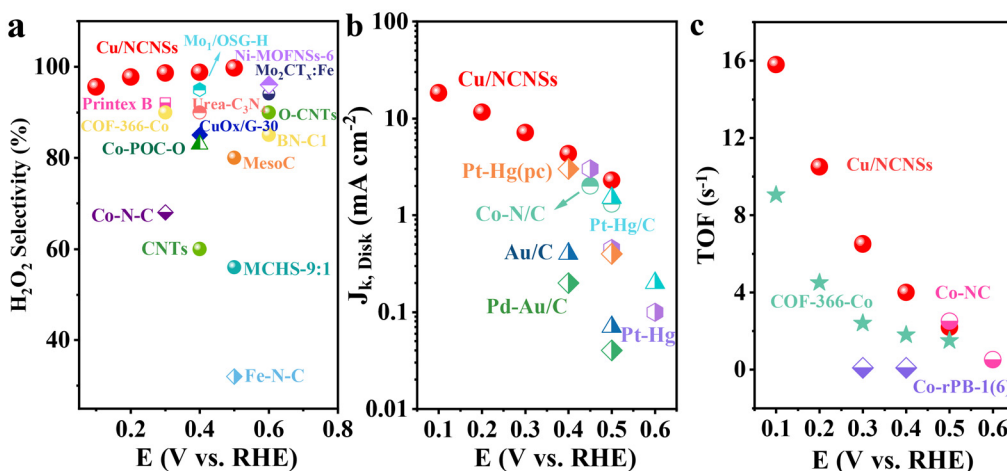 a
H₂O₂ Selectivity (%)
100
80
60
40
Cu/NCNSs
Mo₁/OSG-H
Ni-MOFNSs-6
Mo₂CTₓ:Fe
Printex B
Urea-C₃N
O-CNTs
COF-366-Co
CuOx/G-30
BN-C1
Co-POC-O
MesoC
Co-N-C
CNTs
MCHS-9:1
Fe-N-C
0.2
0.4
0.6
0.8
E (V vs. RHE)
b
Jk, Disk (mA cm⁻²)
100
10
1
0.1
0.01
Cu/NCNSs
Pt-Hg(pc)
Co-N/C
Pt-Hg/C
Au/C
Pd-Au/C
Pt-Hg
0.1
0.2
0.3
0.4
0.5
0.6
E (V vs. RHE)
c
TOF (s⁻¹)
16
12
8
4
0
Cu/NCNSs
COF-366-Co
Co-NC
Co-rPB-1(6)
0.1
0.2
0.3
0.4
0.5
0.6
E (V vs. RHE)